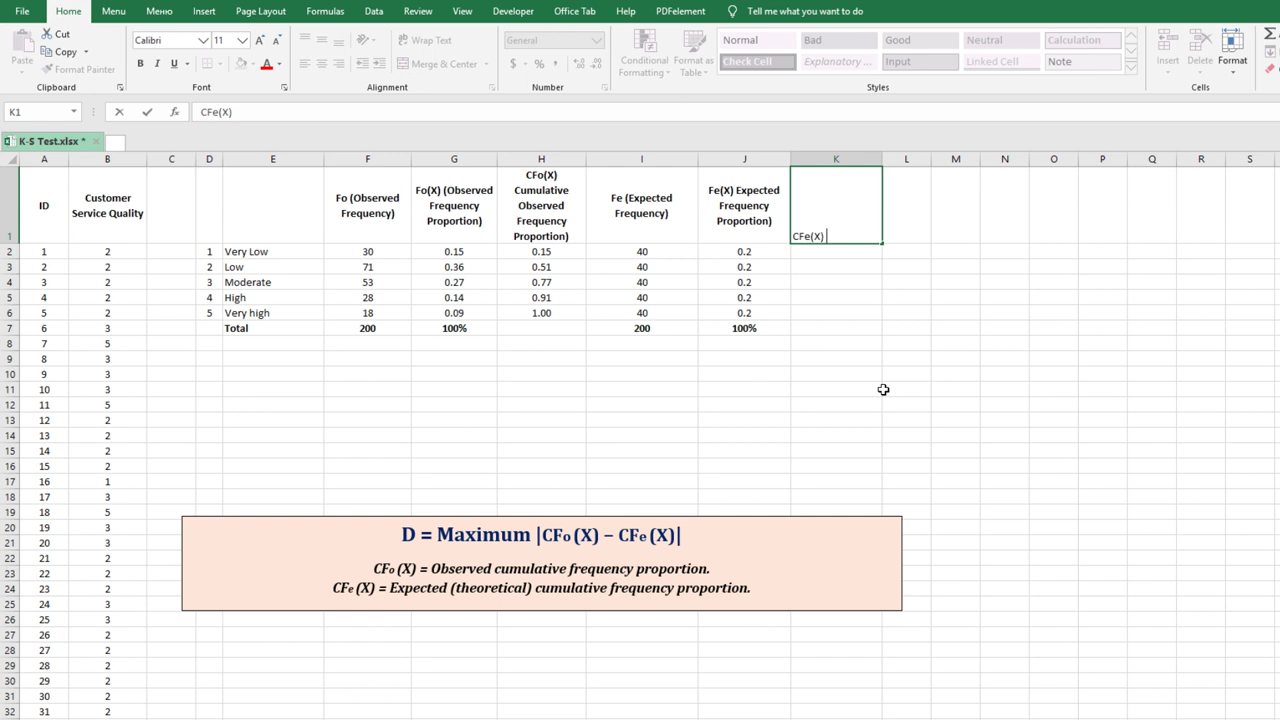 File Home Menu Меню Insert Page Layout Formulas Data Review View Developer Office Tab Help PDFelement Tell me what you want to do
Paste Cut Copy Format Painter Clipboard
Calibri 11 A A B I U A Font
Wrap Text Merge & Center Alignment
General $ % Number
Conditional Formatting Format as Table
Normal Bad Good Neutral Calculation
Check Cell Explanatory ... Input Linked Cell Note
Styles
Insert Delete Format Cells
K1 fx CFe(X)
K-S Test.xlsx *
A B C D E F G H I J K L M N O P Q R S
1 ID Customer Service Quality Fo (Observed Frequency) Fo(X) (Observed Frequency Proportion) CFo(X) Cumulative Observed Frequency Proportion) Fe (Expected Frequency) Fe(X) Expected Frequency Proportion) CFe(X)
2 1 2 1 Very Low 30 0.15 0.15 40 0.2
3 2 2 2 Low 71 0.36 0.51 40 0.2
4 3 2 3 Moderate 53 0.27 0.77 40 0.2
5 4 2 4 High 28 0.14 0.91 40 0.2
6 5 2 5 Very high 18 0.09 1.00 40 0.2
7 6 3 Total 200 100% 200 100%
8 7 5
9 8 3
10 9 3
11 10 3
12 11 5
13 12 2
14 13 2
15 14 2
16 15 2
17 16 1
18 17 3
19 18 5
20 19 3
21 20 3
22 21 2
23 22 2
24 23 2
25 24 3
26 25 3
27 26 2
28 27 2
29 28 2
30 29 2
31 30 2
32 31 2
D = Maximum |CFo (X) – CFe (X)|
CFo (X) = Observed cumulative frequency proportion.
CFe (X) = Expected (theoretical) cumulative frequency proportion.